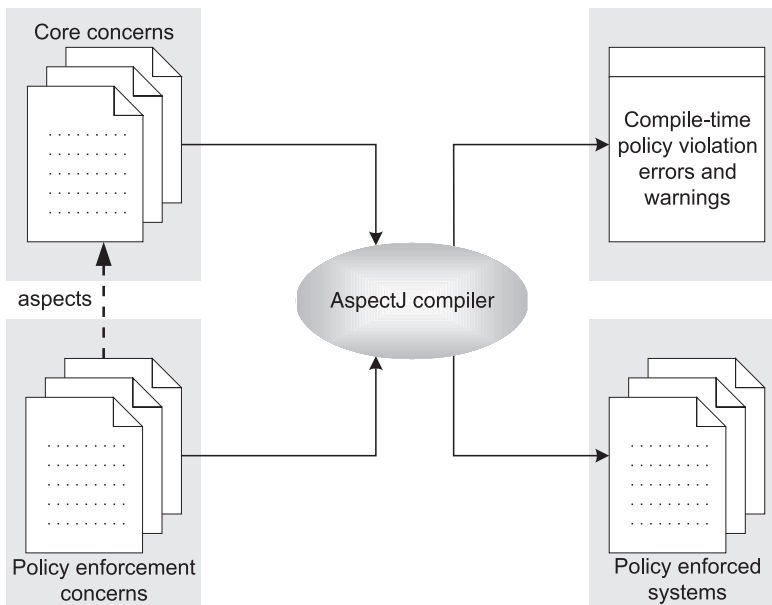 Core concerns
Compile-time
policy violation
errors and
warnings
AspectJ compiler
aspects
Policy enforcement
concerns
Policy enforced
systems